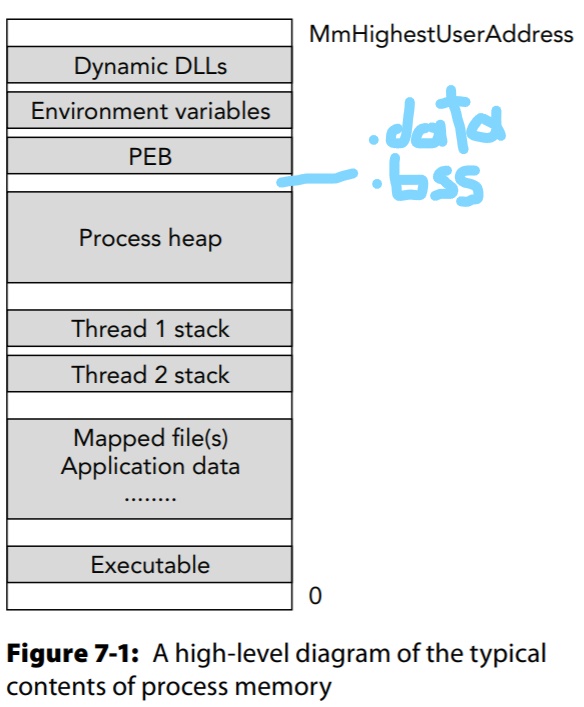 MmHighestUserAddress
Dynamic DLLs
Environment variables
PEB
.data
.bss
Process heap
Thread 1 stack
Thread 2 stack
Mapped file(s)
Application data
........
Executable
0
Figure 7-1: A high-level diagram of the typical
contents of process memory